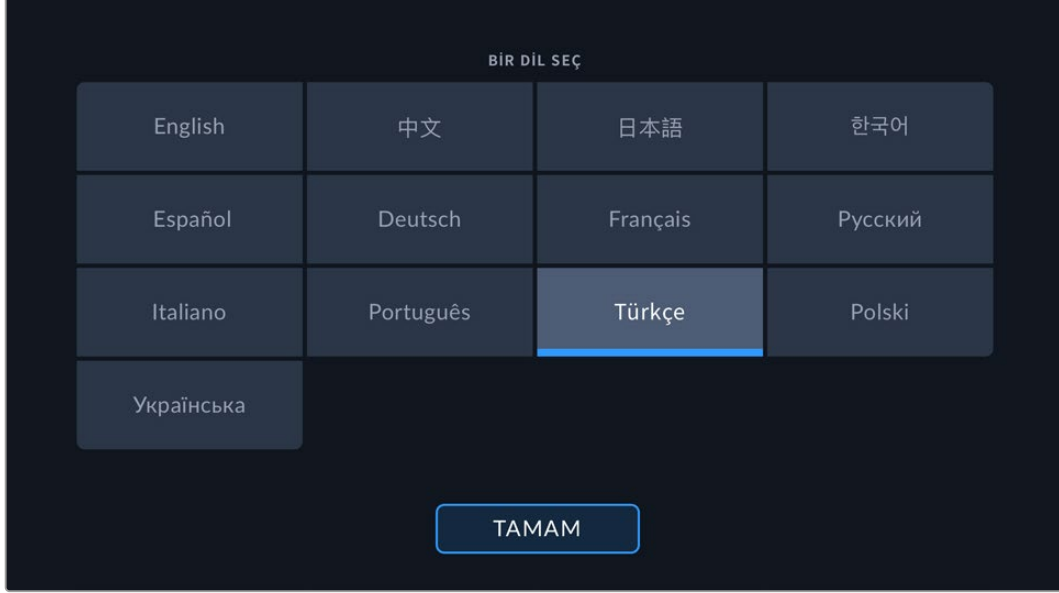 BİR DİL SEÇ
English 中文 日本語 한국어
Español Deutsch Français Русский
Italiano Português Türkçe Polski
Українська
TAMAM